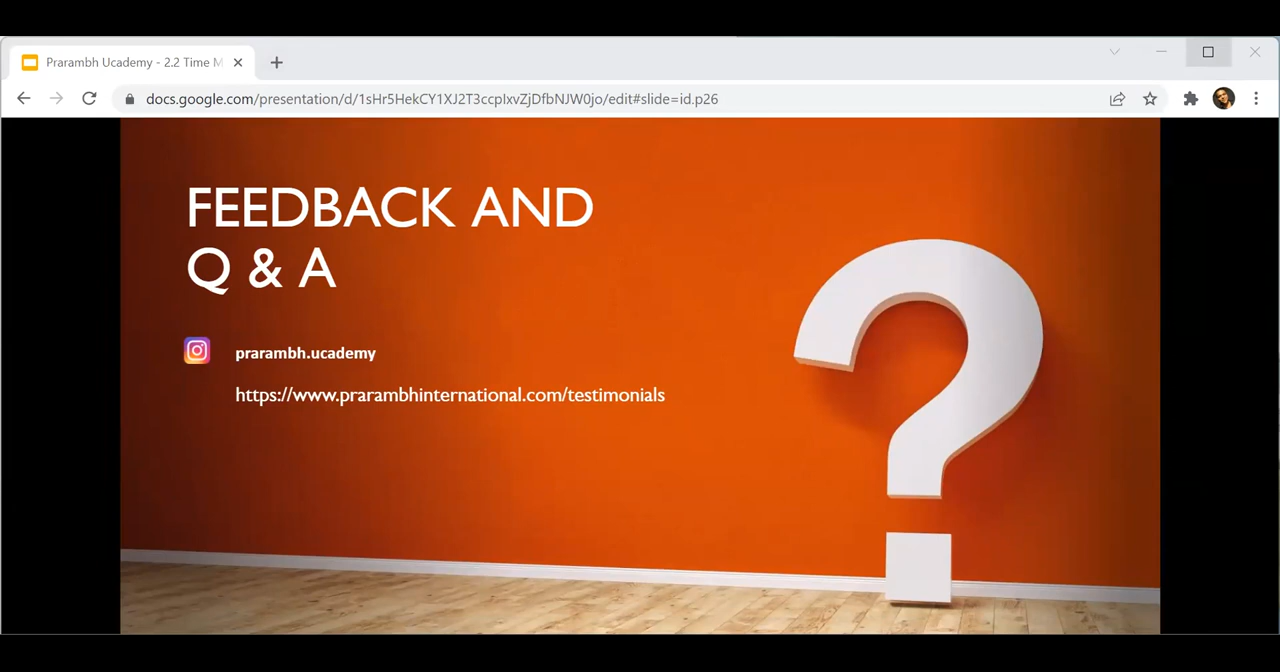 Prarambh Ucademy - 2.2 Time M
docs.google.com/presentation/d/1sHr5HekCY1XJ2T3ccpIxvZjDfbNJW0jo/edit#slide=id.p26
FEEDBACK AND
Q & A
prarambh.ucademy
https://www.prarambhinternational.com/testimonials